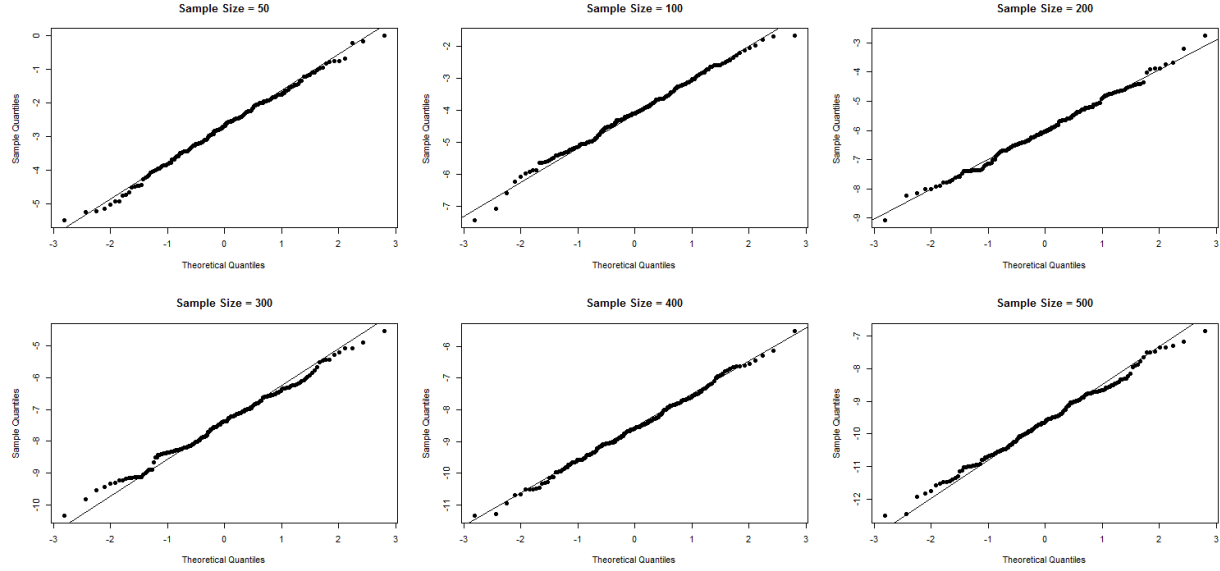 Sample Size = 50
Sample Quantiles
0
-1
-2
-3
-4
-5
-3 -2 -1 0 1 2 3
Theoretical Quantiles
Sample Size = 100
Sample Quantiles
-2
-3
-4
-5
-6
-7
-3 -2 -1 0 1 2 3
Theoretical Quantiles
Sample Size = 200
Sample Quantiles
-3
-4
-5
-6
-7
-8
-9
-3 -2 -1 0 1 2 3
Theoretical Quantiles
Sample Size = 300
Sample Quantiles
-5
-6
-7
-8
-9
-10
-3 -2 -1 0 1 2 3
Theoretical Quantiles
Sample Size = 400
Sample Quantiles
-6
-7
-8
-9
-10
-11
-3 -2 -1 0 1 2 3
Theoretical Quantiles
Sample Size = 500
Sample Quantiles
-7
-8
-9
-10
-11
-12
-3 -2 -1 0 1 2 3
Theoretical Quantiles